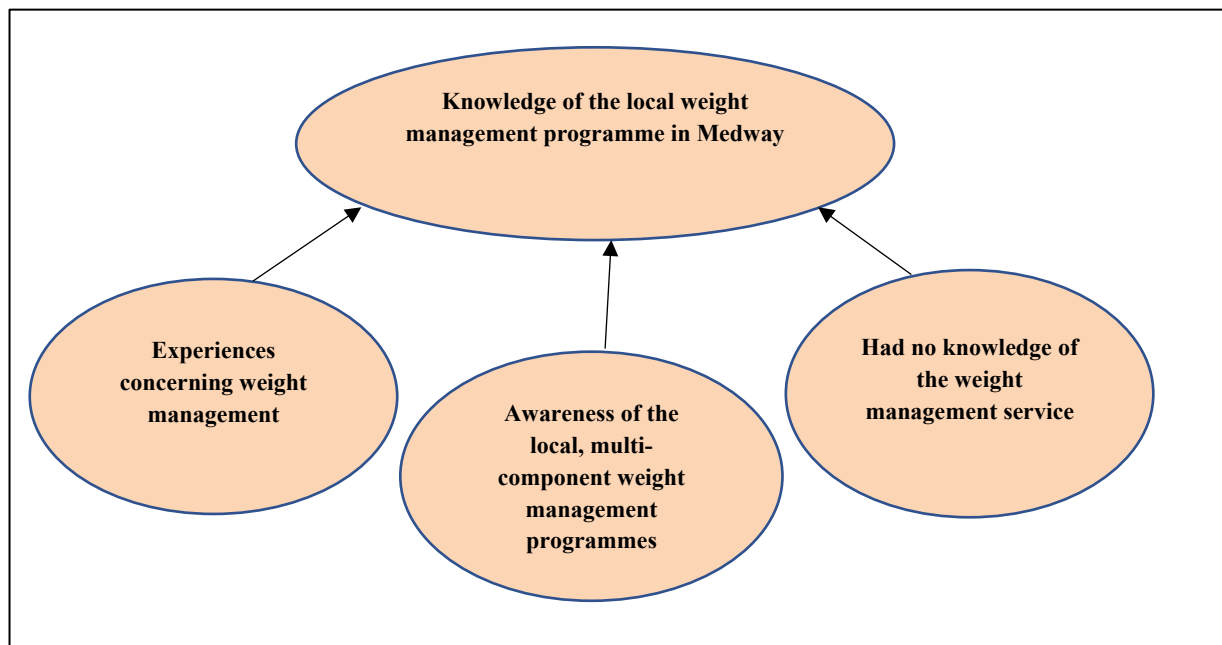 Knowledge of the local weight
management programme in Medway
Experiences
concerning weight
management
Awareness of the
local, multi-
component weight
management
programmes
Had no knowledge of
the weight
management service